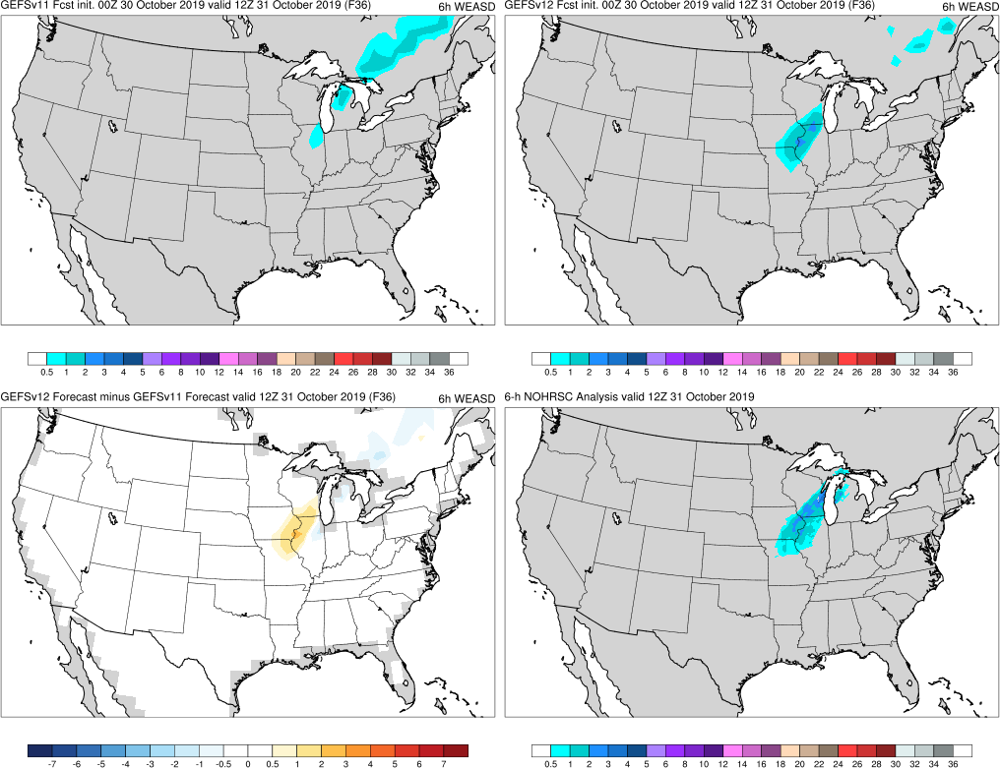 GEFSv11 Fcst init. 00Z 30 October 2019 valid 12Z 31 October 2019 (F36) 6h WEASD
GEFSv12 Fcst init. 00Z 30 October 2019 valid 12Z 31 October 2019 (F36) 6h WEASD
0.5 1 2 3 4 5 6 8 10 12 14 16 18 20 22 24 26 28 30 32 34 36
0.5 1 2 3 4 5 6 8 10 12 14 16 18 20 22 24 26 28 30 32 34 36
GEFSv12 Forecast minus GEFSv11 Forecast valid 12Z 31 October 2019 (F36) 6h WEASD
6-h NOHRSC Analysis valid 12Z 31 October 2019
-7 -6 -5 -4 -3 -2 -1 -0.5 0 0.5 1 2 3 4 5 6 7
0.5 1 2 3 4 5 6 8 10 12 14 16 18 20 22 24 26 28 30 32 34 36